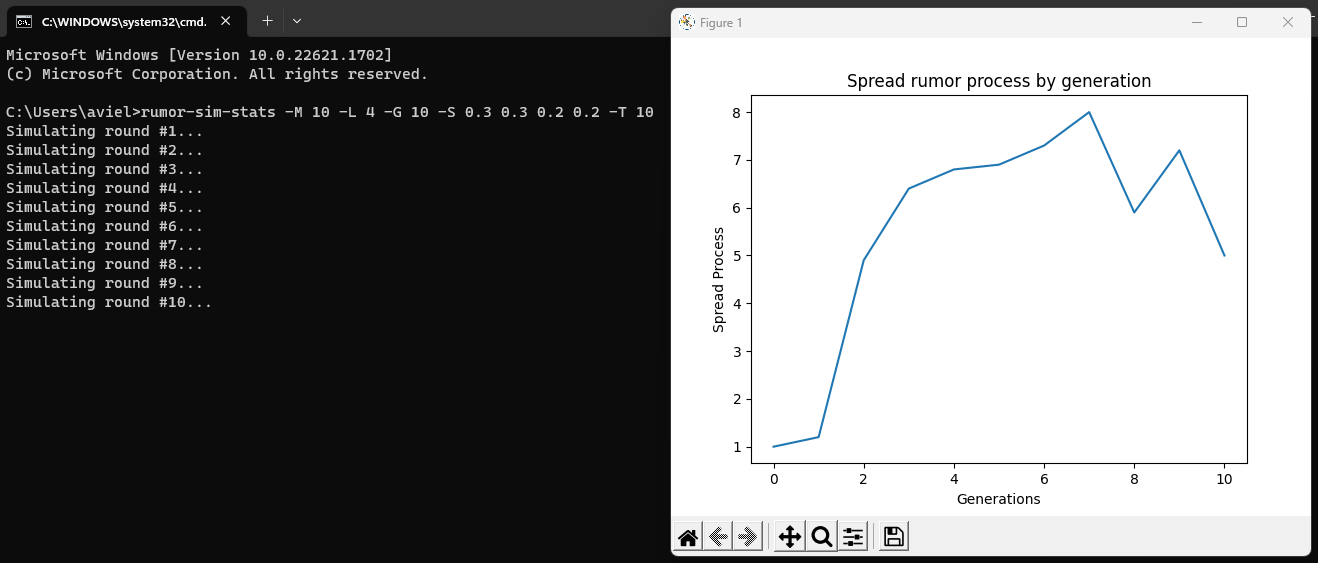 C:\WINDOWS\system32\cmd.
Microsoft Windows [Version 10.0.22621.1702]
(c) Microsoft Corporation. All rights reserved.
C:\Users\aviel>rumor-sim-stats -M 10 -L 4 -G 10 -S 0.3 0.3 0.2 0.2 -T 10
Simulating round #1...
Simulating round #2...
Simulating round #3...
Simulating round #4...
Simulating round #5...
Simulating round #6...
Simulating round #7...
Simulating round #8...
Simulating round #9...
Simulating round #10...
Figure 1
Spread rumor process by generation
8
7
6
5
4
3
2
1
Spread Process
0 2 4 6 8 10
Generations